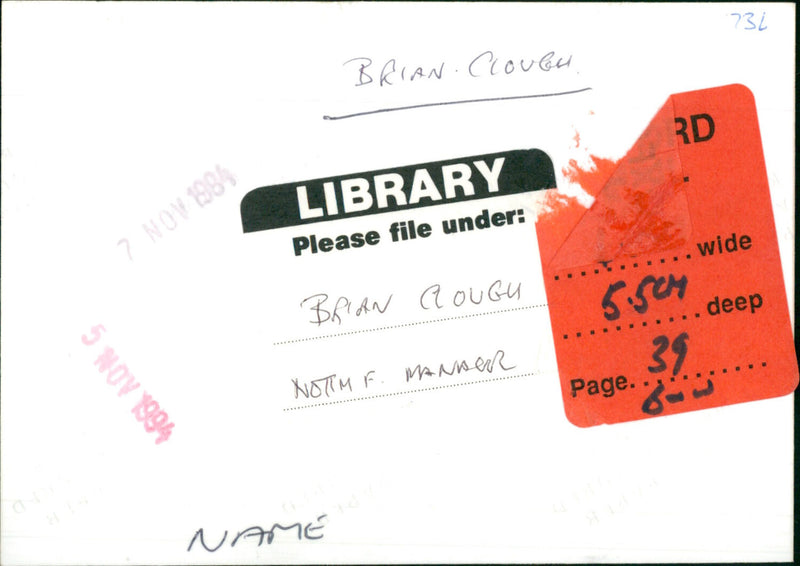 73L
BRIAN. CLOUGH.
RD
7 NOV 1984
LIBRARY
Please file under:
BRIAN CLOUGH
NOTTM F. MANAGER
wide
5.5CM deep
Page. 39
B-W
5 NOV 1994
NAME